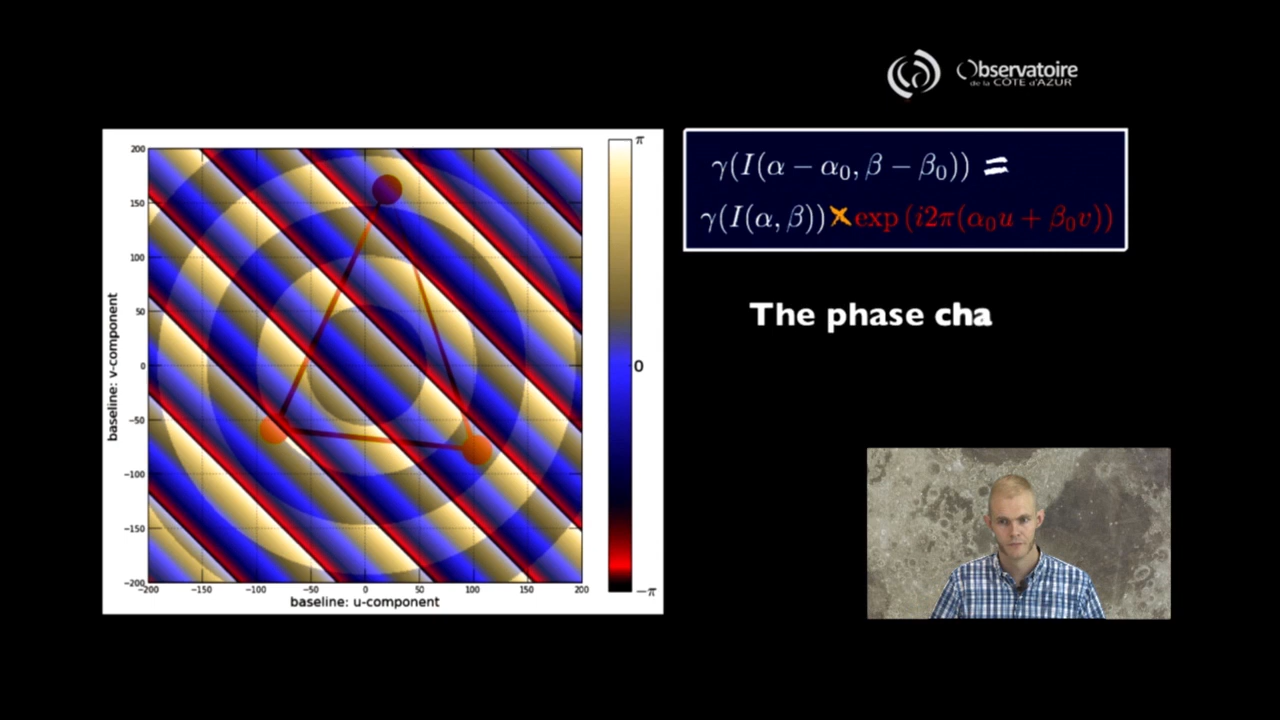 Observatoire
de la CÔTE d'AZUR
γ(I(α − α₀, β − β₀)) =
γ(I(α, β)) × exp (i2π(α₀u + β₀v))
The phase cha
π
0
−π
200
150
100
50
0
−50
−100
−150
−200
−200 −150 −100 −50 0 50 100 150 200
baseline: v-component
baseline: u-component